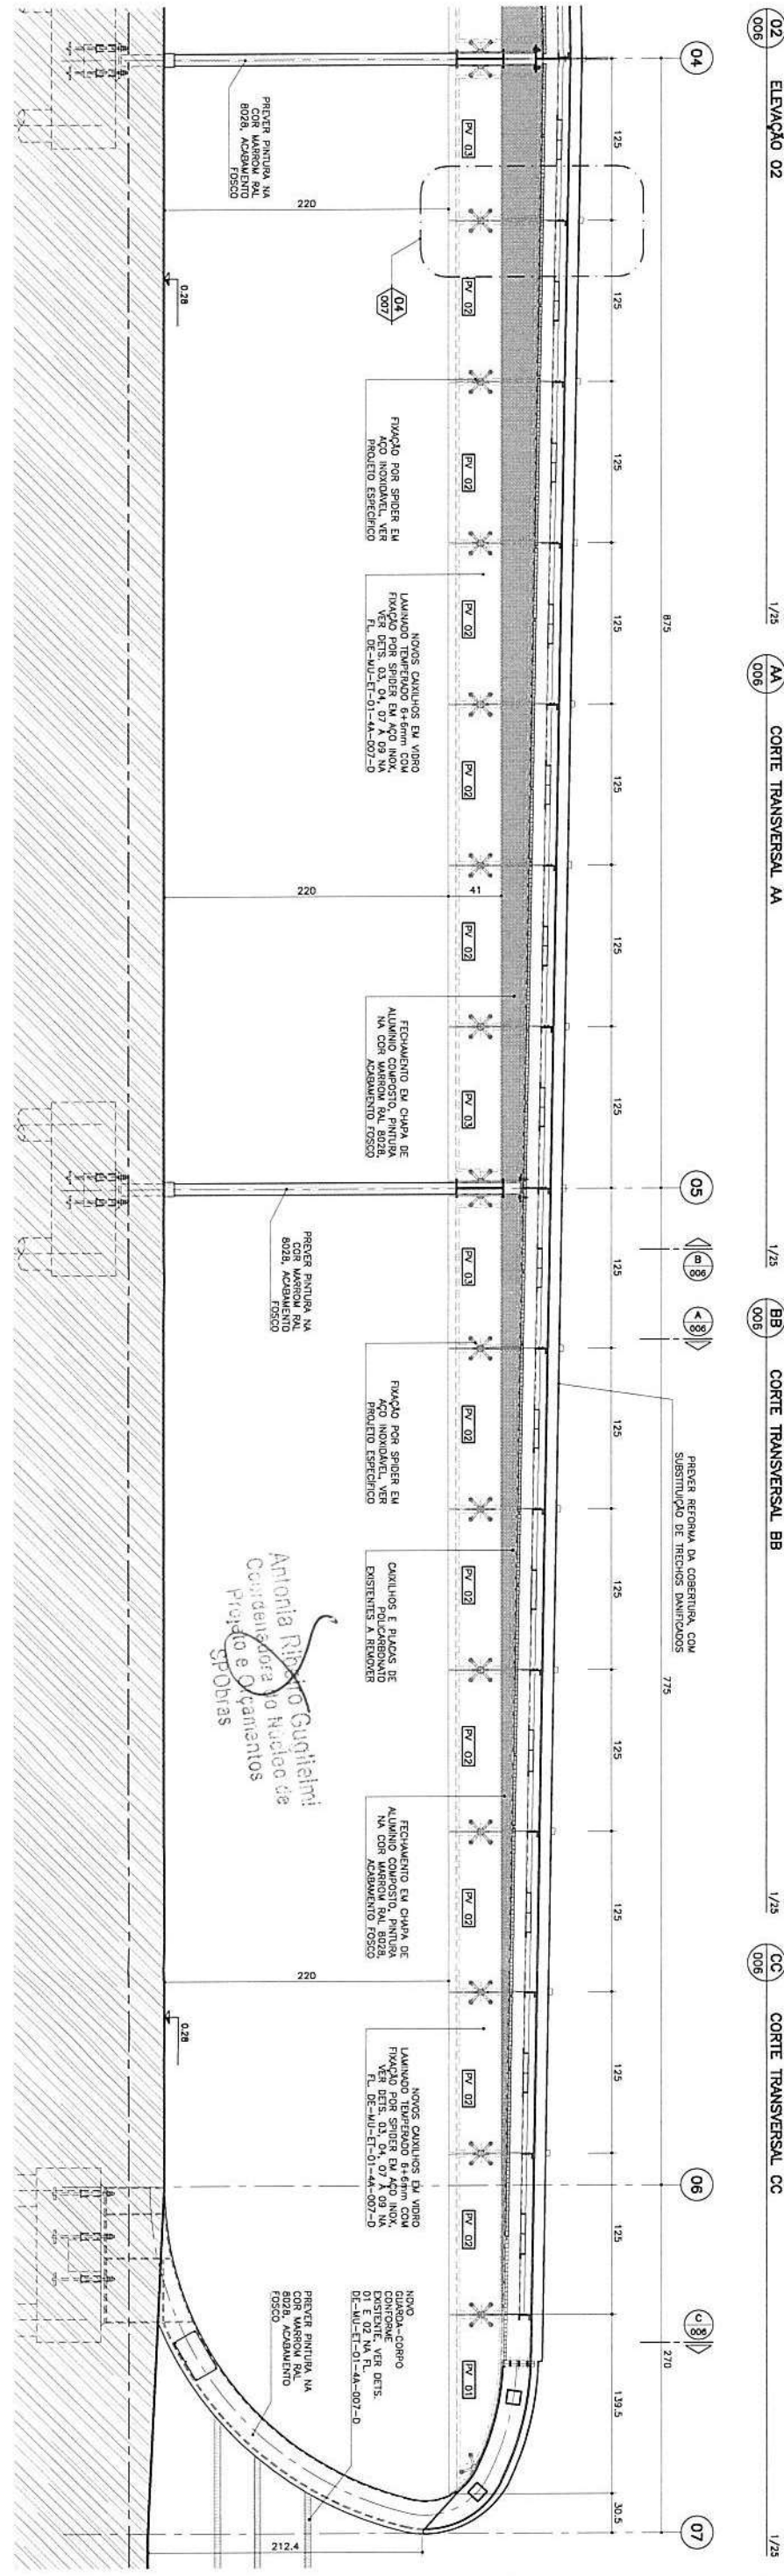 02
006
ELEVAÇÃO 02
1/25
AA
006
CORTE TRANSVERSAL AA
1/25
BB
006
CORTE TRANSVERSAL BB
1/25
CC
006
CORTE TRANSVERSAL CC
1/25
04
05
B
006
A
006
06
C
006
07
PREVER REFORMA DA COBERTURA, COM
SUBSTITUIÇÃO DE TRECHOS DANIFICADOS
875
775
270
125
125
125
125
125
125
125
125
125
125
125
125
125
125
139.5
30.5
PV 03
PV 02
PV 02
PV 02
PV 02
PV 02
PV 03
PV 03
PV 02
PV 02
PV 02
PV 02
PV 02
PV 02
PV 01
41
220
220
220
212.4
04
007
FIXAÇÃO POR SPIDER EM
AÇO INOXIDÁVEL, VER
PROJETO ESPECÍFICO
NOVOS CAIXILHOS EM VIDRO
LAMINADO TEMPERADO 6+6mm COM
FIXAÇÃO POR SPIDER EM AÇO INOX,
VER DETS. 03, 04, 07 À 09 NA
FL. DE-MU-ET-01-4A-007-D
FECHAMENTO EM CHAPA DE
ALUMÍNIO COMPOSTO, PINTURA
NA COR MARROM RAL 8028,
ACABAMENTO FOSCO
FIXAÇÃO POR SPIDER EM
AÇO INOXIDÁVEL, VER
PROJETO ESPECÍFICO
CAIXILHOS E PLACAS DE
POLICARBONATO
EXISTENTES A REMOVER
FECHAMENTO EM CHAPA DE
ALUMÍNIO COMPOSTO, PINTURA
NA COR MARROM RAL 8028,
ACABAMENTO FOSCO
NOVOS CAIXILHOS EM VIDRO
LAMINADO TEMPERADO 6+6mm COM
FIXAÇÃO POR SPIDER EM AÇO INOX,
VER DETS. 03, 04, 07 À 09 NA
FL. DE-MU-ET-01-4A-007-D
NOVO
GUARDA-CORPO
CONFORME
EXISTENTE, VER DETS.
01 E 02 NA FL.
DE-MU-ET-01-4A-007-D
PREVER PINTURA NA
COR MARROM RAL
8028, ACABAMENTO
FOSCO
PREVER PINTURA NA
COR MARROM RAL
8028, ACABAMENTO
FOSCO
PREVER PINTURA NA
COR MARROM RAL
8028, ACABAMENTO
FOSCO
0.28
0.28
Antonia Ribeiro Guglielmi
Coordenadora do Núcleo de
Projeto e Orçamentos
SPObras